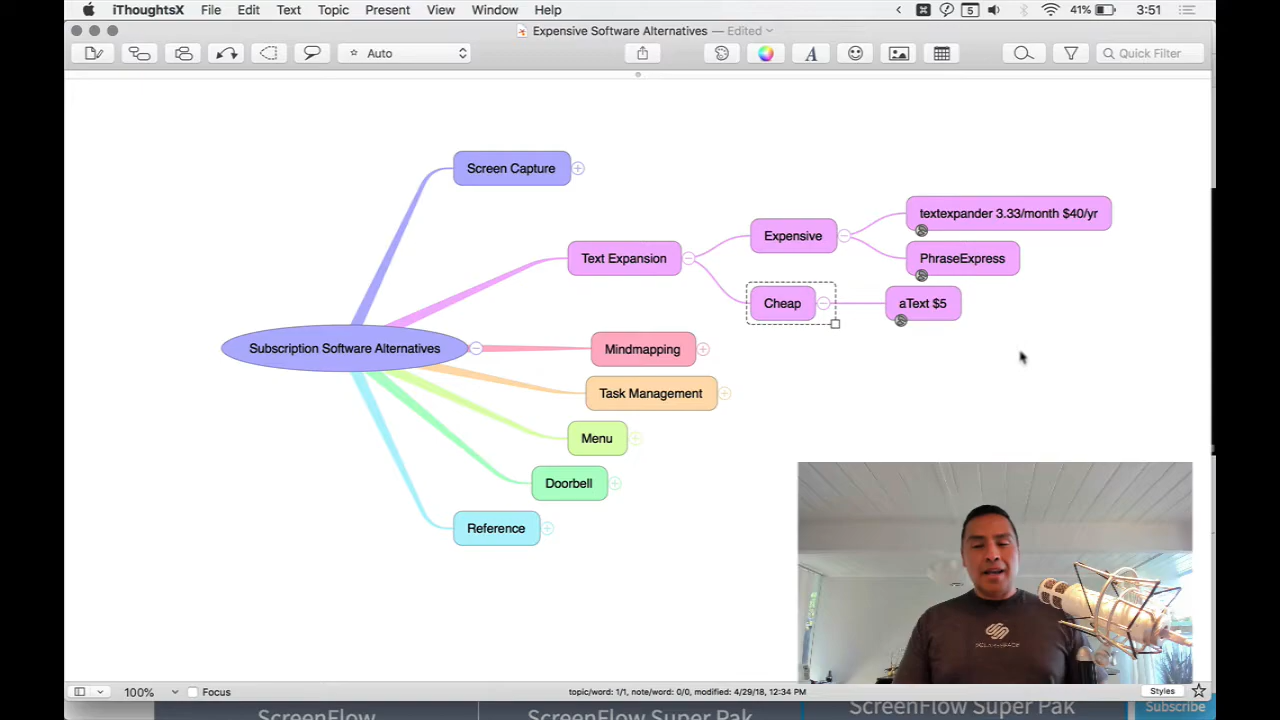 iThoughtsX File Edit Text Topic Present View Window Help 5 41% 3:51
Expensive Software Alternatives — Edited
Auto
Quick Filter
Screen Capture
textexpander 3.33/month $40/yr
Expensive
Text Expansion
PhraseExpress
Cheap
aText $5
Subscription Software Alternatives
Mindmapping
Task Management
Menu
Doorbell
Reference
SQUARESPACE
100%
Focus
topic/word: 1/1, note/word: 0/0, modified: 4/29/18, 12:34 PM
Styles
ScreenFlow
ScreenFlow Super Pak
ScreenFlow Super Pak
Subscribe